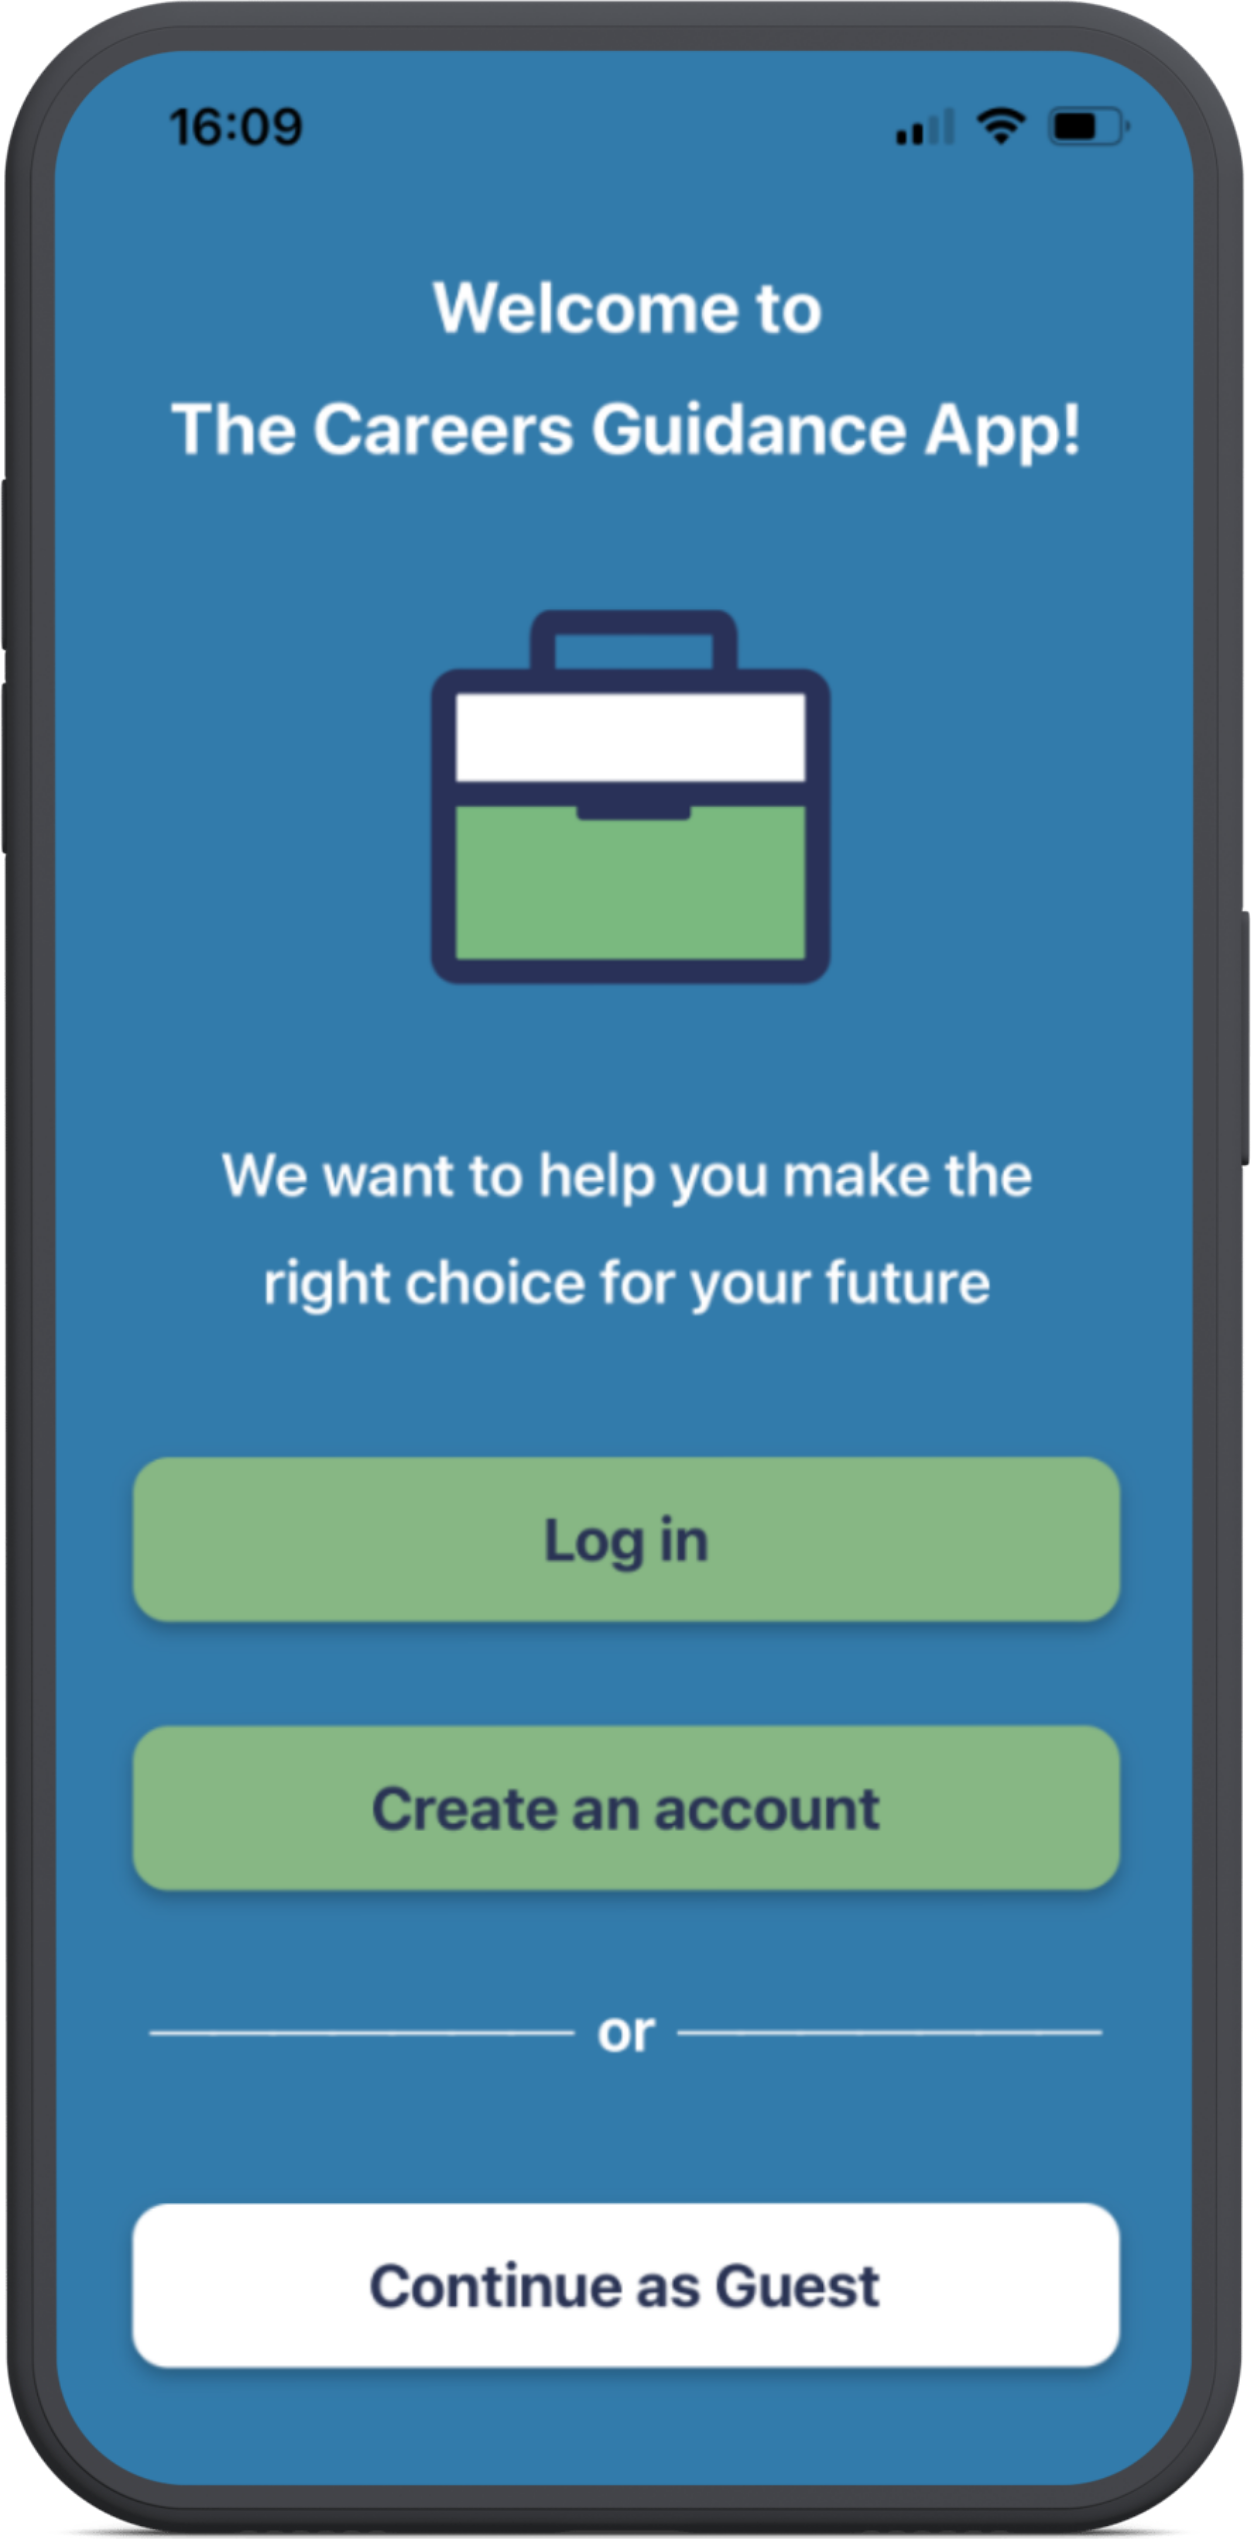 16:09
Welcome to
The Careers Guidance App!
We want to help you make the
right choice for your future
Log in
Create an account
or
Continue as Guest